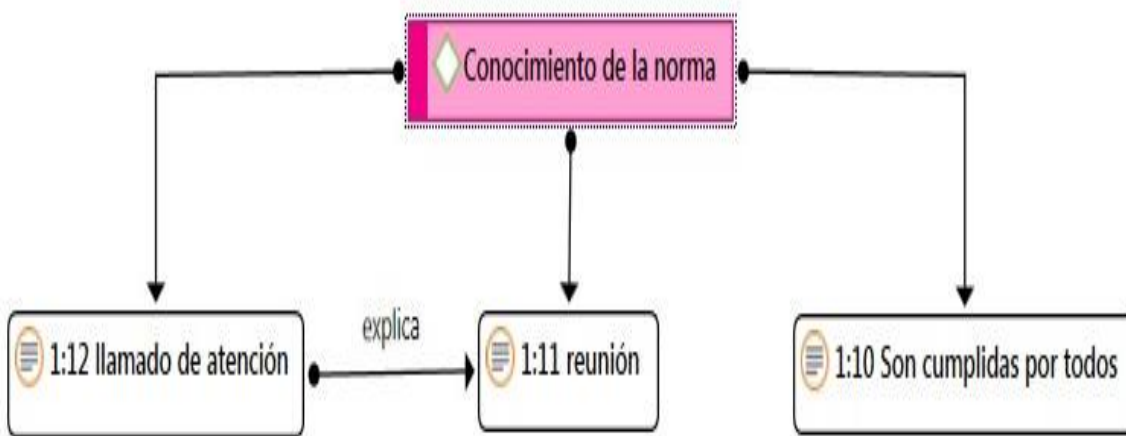 Conocimiento de la norma
explica
1:12 llamado de atención
1:11 reunión
1:10 Son cumplidas por todos